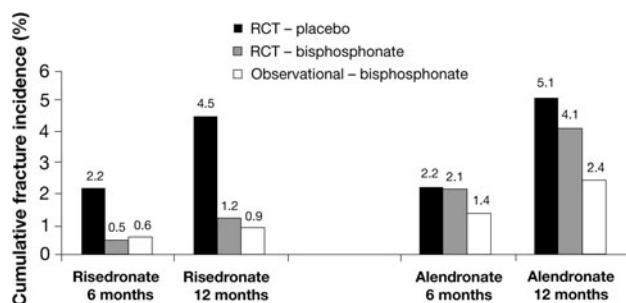 Cumulative fracture incidence (%)
RCT – placebo
RCT – bisphosphonate
Observational – bisphosphonate
6
5
4
3
2
1
0
2.2
0.5
0.6
4.5
1.2
0.9
2.2
2.1
1.4
5.1
4.1
2.4
Risedronate
6 months
Risedronate
12 months
Alendronate
6 months
Alendronate
12 months